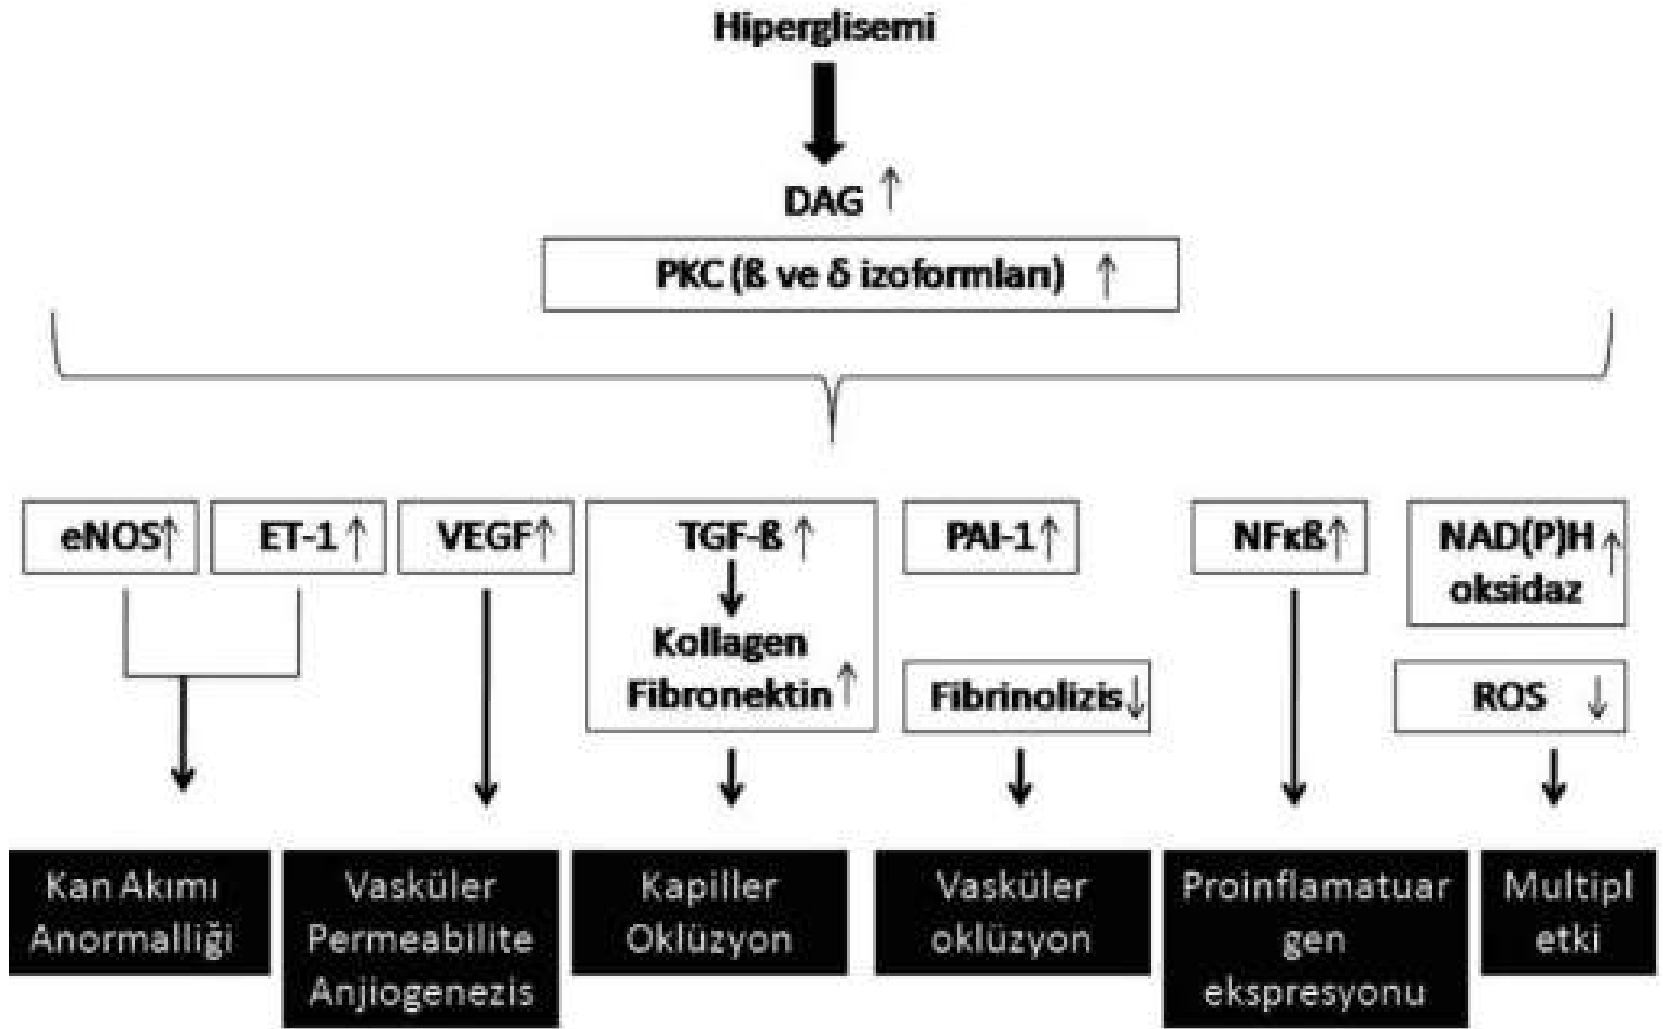 Hiperglisemi
DAG ↑
PKC (ß ve δ izoformları) ↑
eNOS↑
ET-1 ↑
VEGF↑
TGF-ß ↑
Kollagen
Fibronektin ↑
PAI-1↑
Fibrinolizis↓
NFκß↑
NAD(P)H ↑
oksidaz
ROS ↓
Kan Akımı
Anormalliği
Vasküler
Permeabilite
Anjiogenezis
Kapiller
Oklüzyon
Vasküler
oklüzyon
Proinflamatuar
gen
ekspresyonu
Multipl
etki